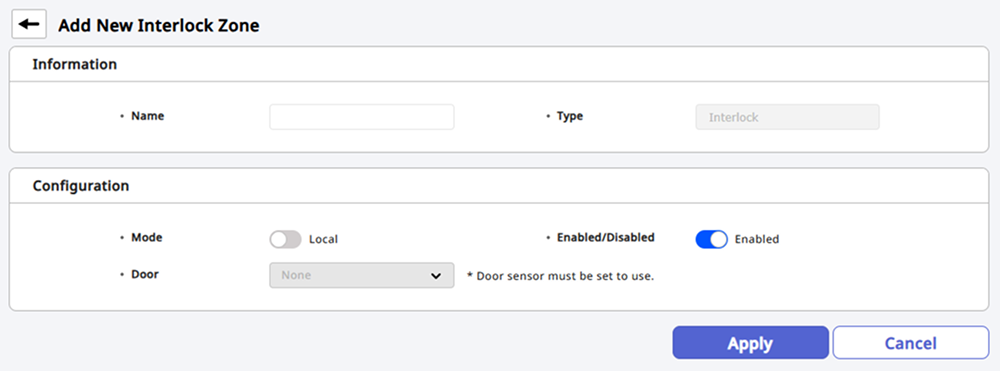 Add New Interlock Zone
Information
• Name
• Type
Interlock
Configuration
• Mode
Local
• Enabled/Disabled
Enabled
• Door
None
* Door sensor must be set to use.
Apply
Cancel